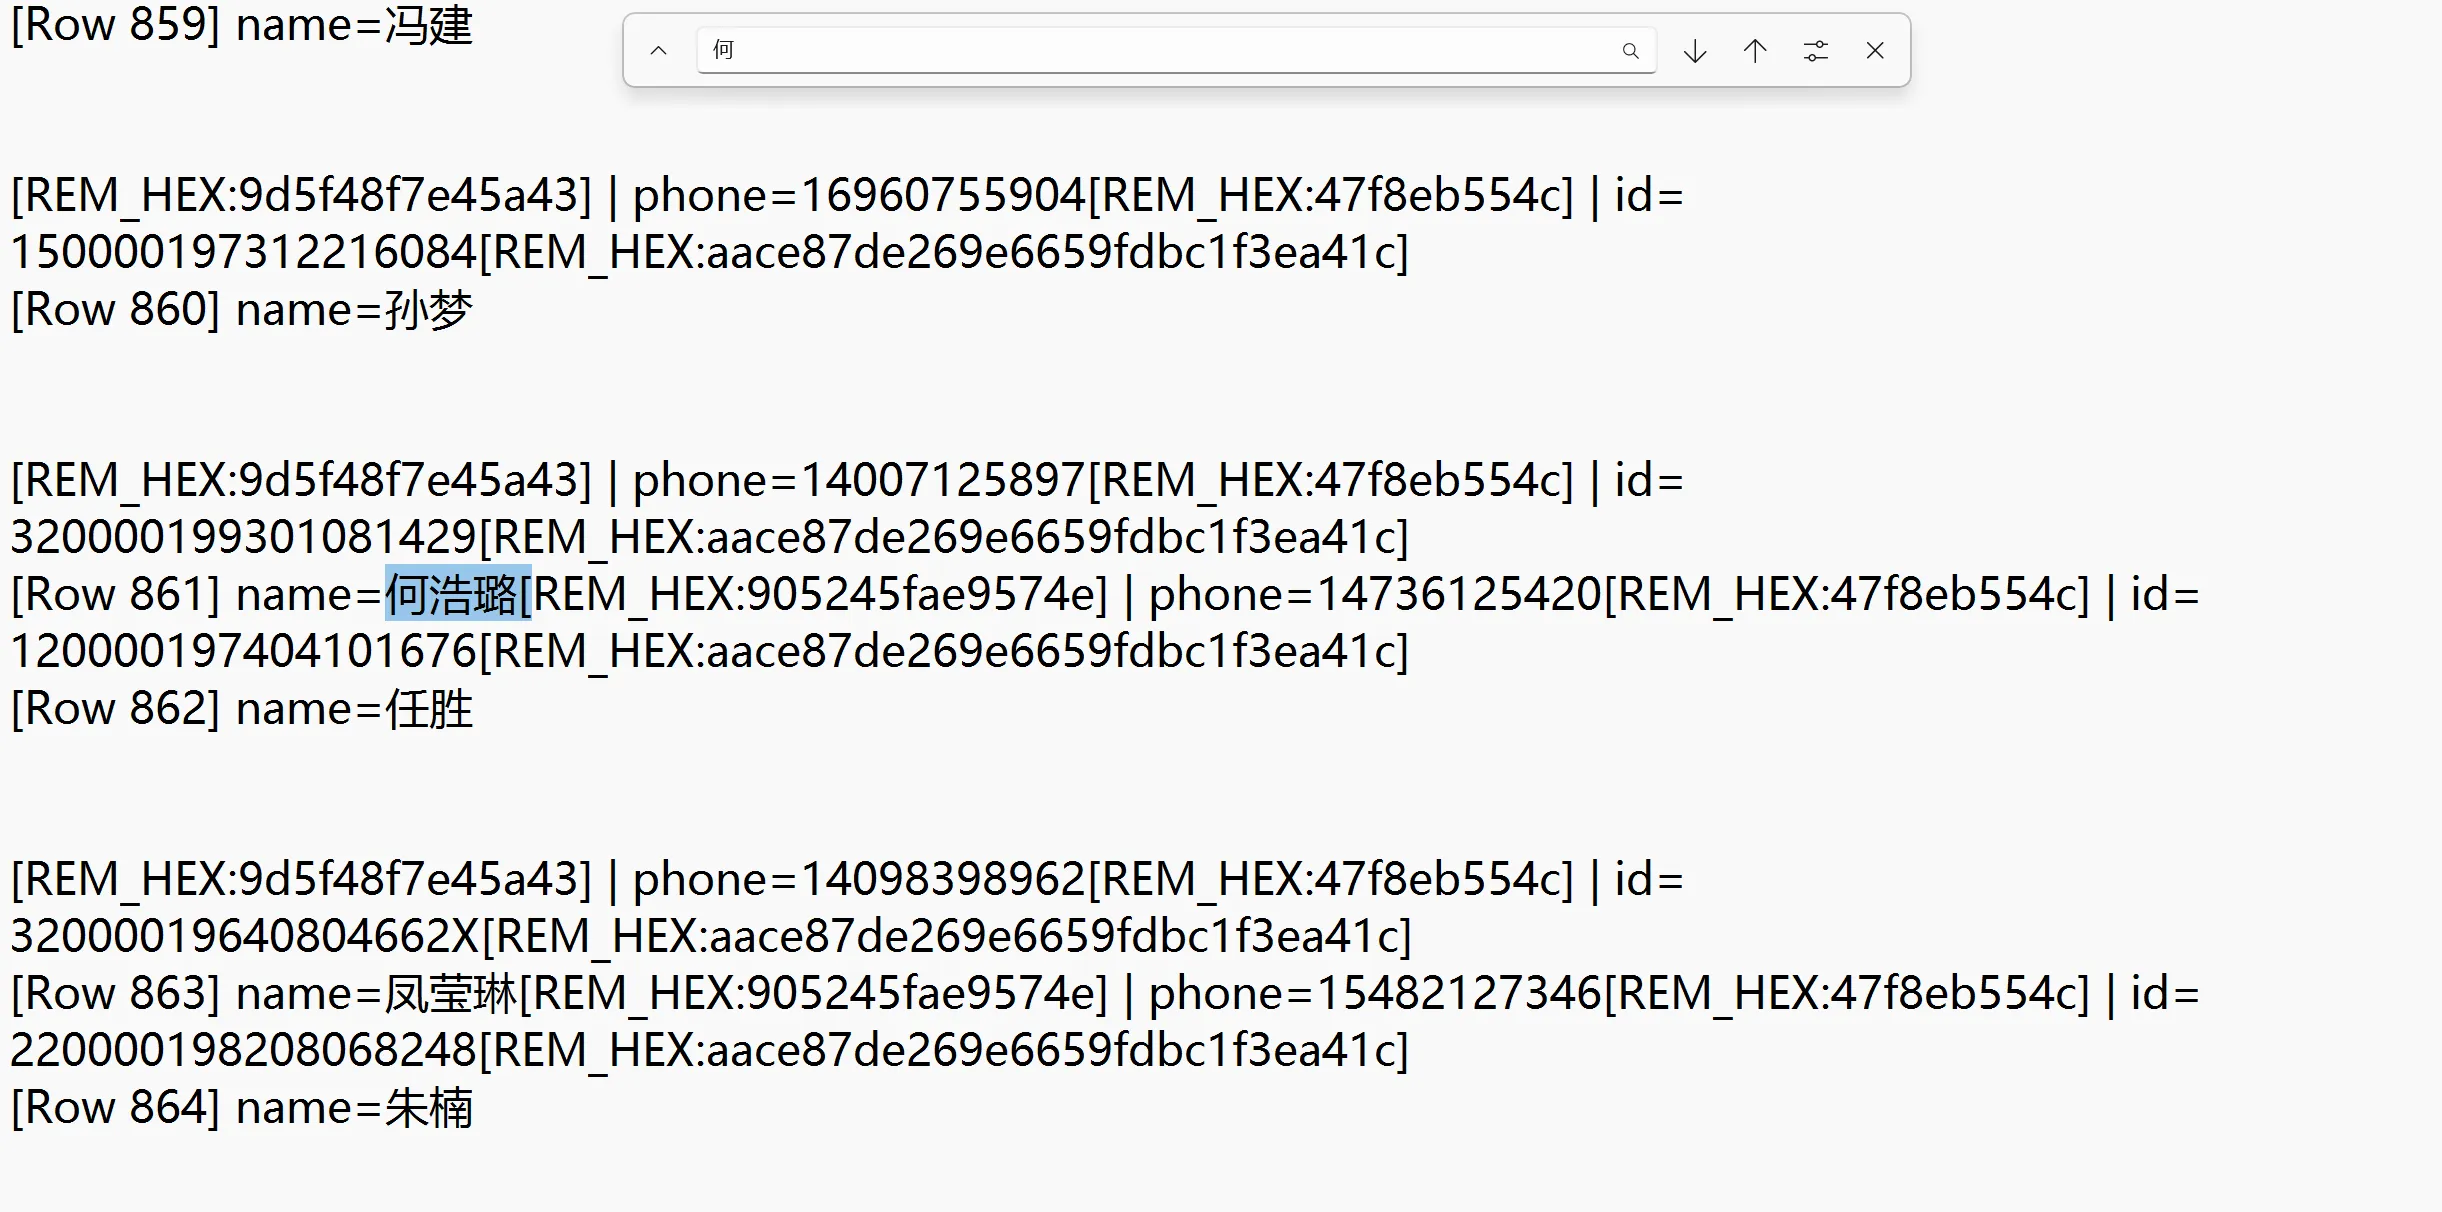 [Row 859] name=冯建
何
[REM_HEX:9d5f48f7e45a43] | phone=16960755904[REM_HEX:47f8eb554c] | id=
150000197312216084[REM_HEX:aace87de269e6659fdbc1f3ea41c]
[Row 860] name=孙梦
[REM_HEX:9d5f48f7e45a43] | phone=14007125897[REM_HEX:47f8eb554c] | id=
320000199301081429[REM_HEX:aace87de269e6659fdbc1f3ea41c]
[Row 861] name=何浩璐[REM_HEX:905245fae9574e] | phone=14736125420[REM_HEX:47f8eb554c] | id=
120000197404101676[REM_HEX:aace87de269e6659fdbc1f3ea41c]
[Row 862] name=任胜
[REM_HEX:9d5f48f7e45a43] | phone=14098398962[REM_HEX:47f8eb554c] | id=
32000019640804662X[REM_HEX:aace87de269e6659fdbc1f3ea41c]
[Row 863] name=凤莹琳[REM_HEX:905245fae9574e] | phone=15482127346[REM_HEX:47f8eb554c] | id=
220000198208068248[REM_HEX:aace87de269e6659fdbc1f3ea41c]
[Row 864] name=朱楠